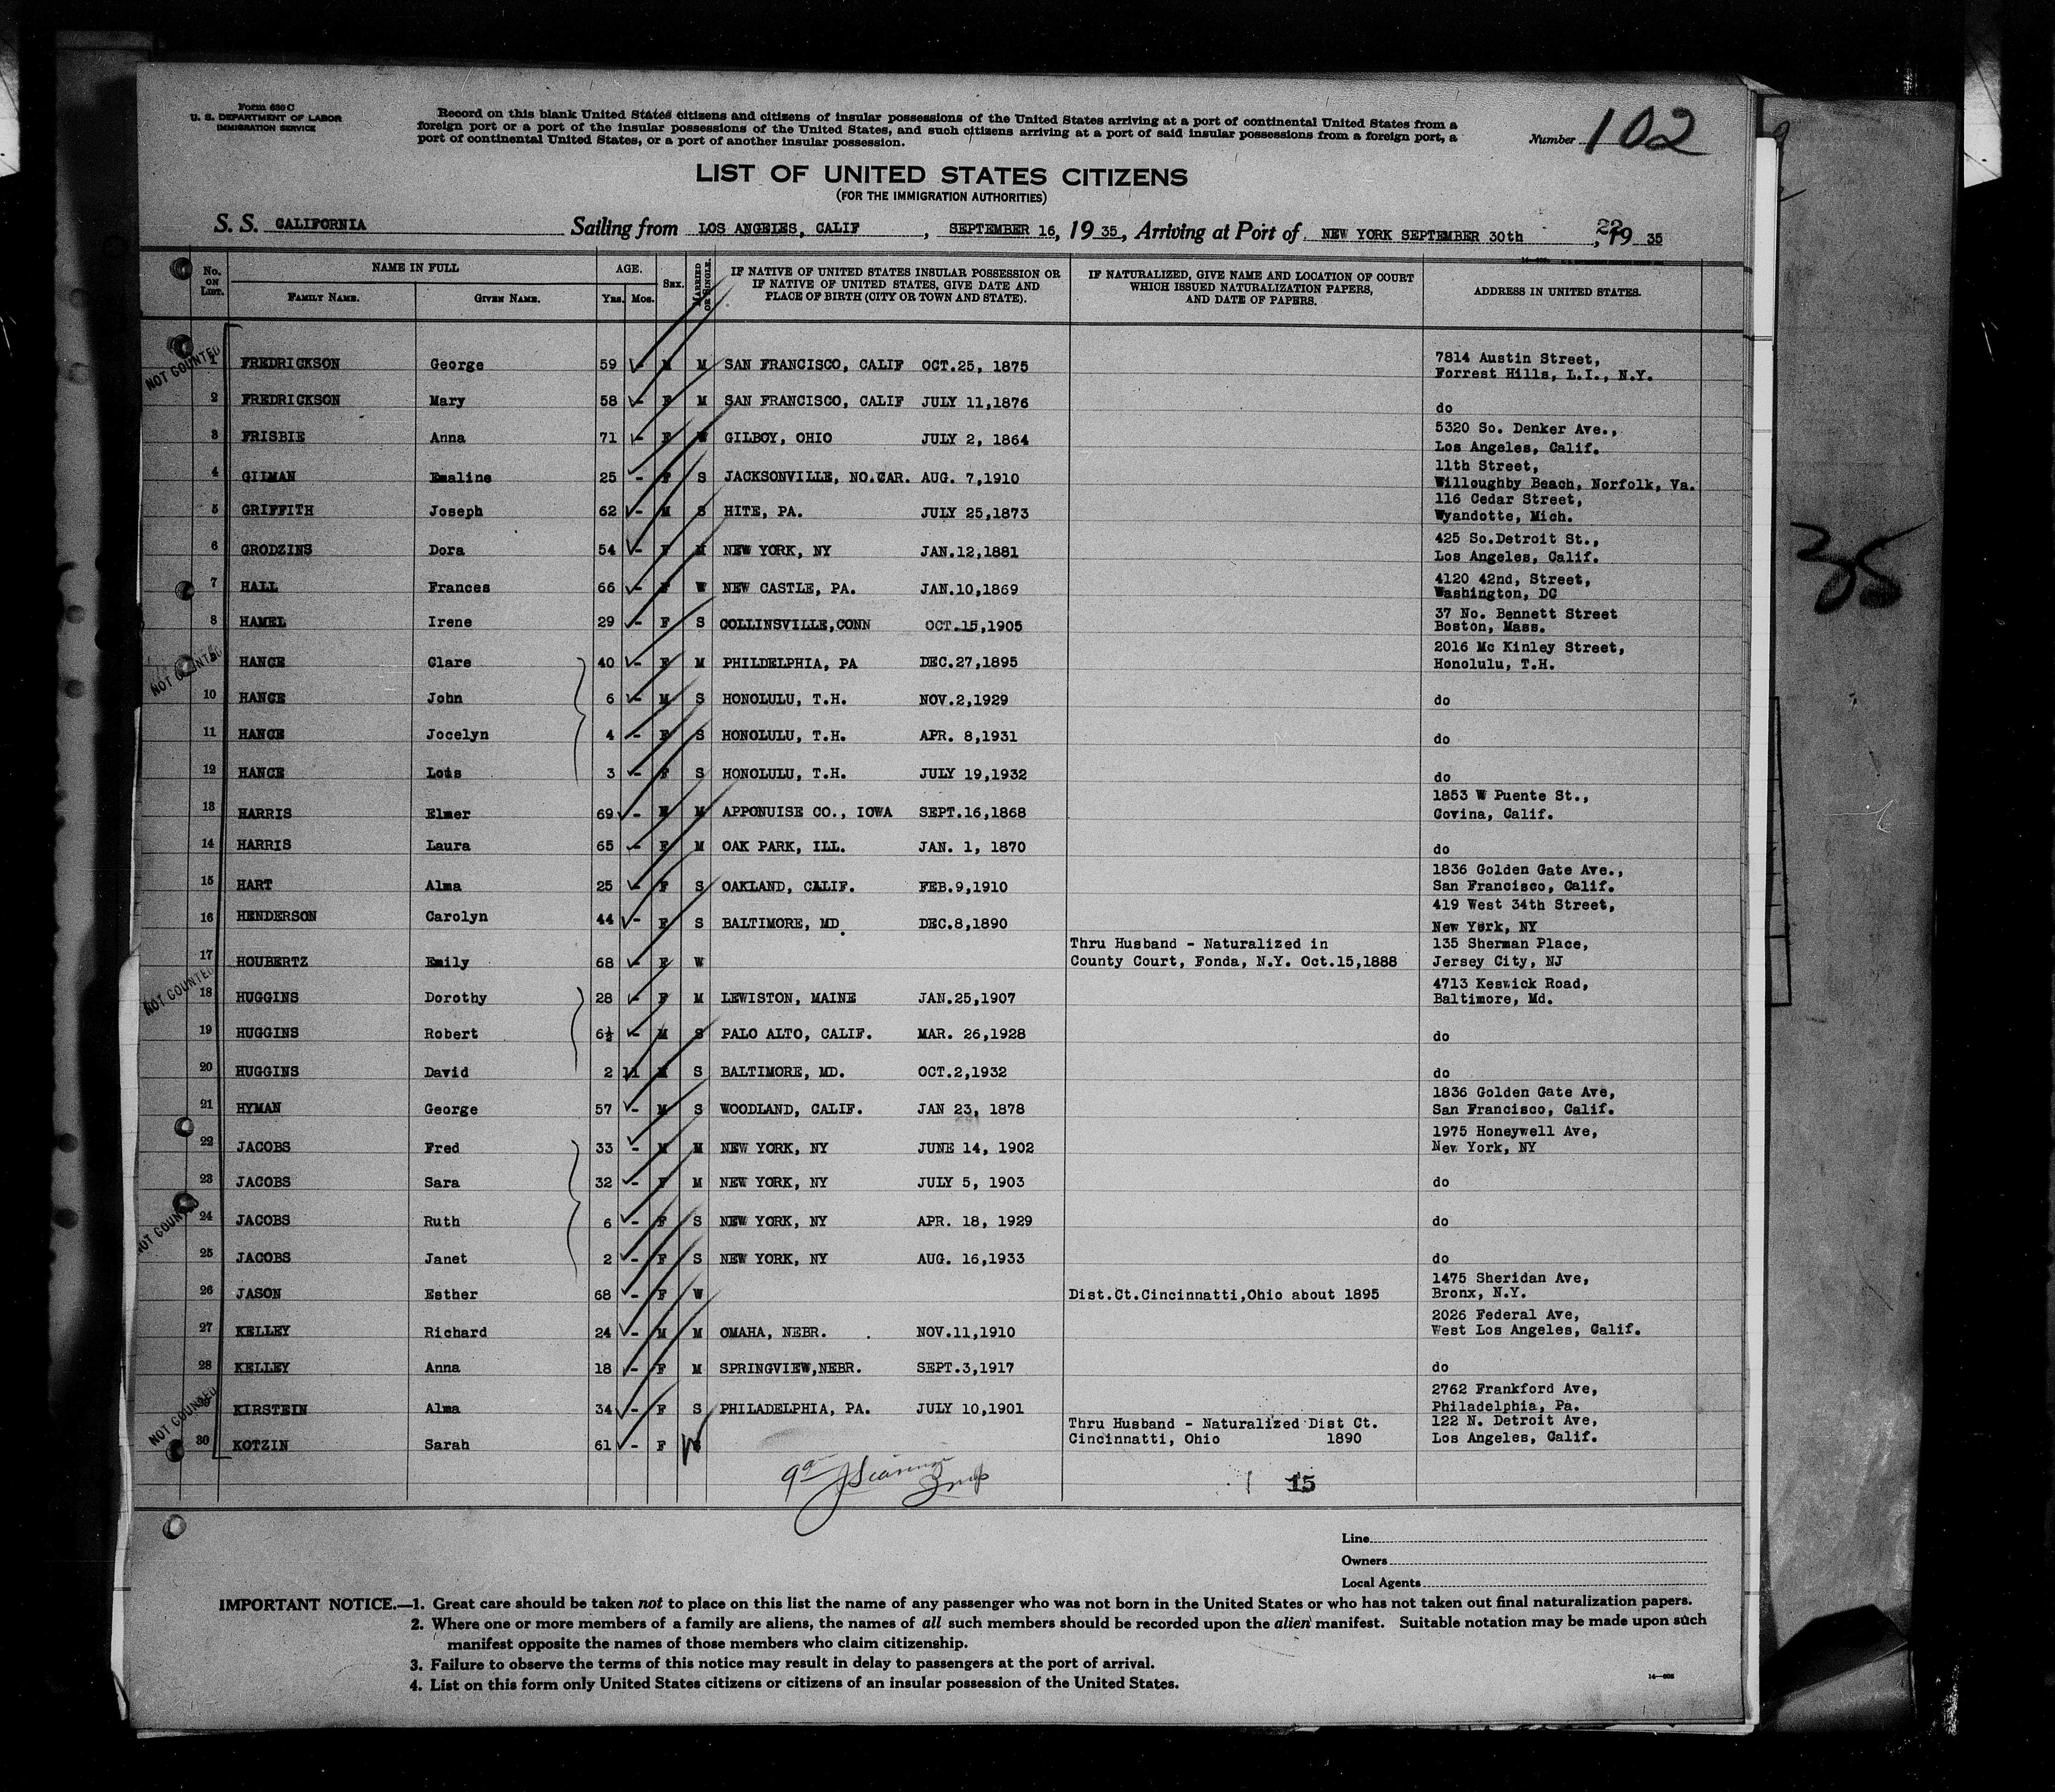 Form 630 C
U. S. DEPARTMENT OF LABOR
IMMIGRATION SERVICE
Record on this blank United States citizens and citizens of insular possessions of the United States arriving at a port of continental United States from a
foreign port or a port of the insular possessions of the United States, and such citizens arriving at a port of said insular possessions from a foreign port, a
port of continental United States, or a port of another insular possession.
Number 102
LIST OF UNITED STATES CITIZENS
(FOR THE IMMIGRATION AUTHORITIES)
S. S. CALIFORNIA Sailing from LOS ANGELES, CALIF , SEPTEMBER 16, 19 35, Arriving at Port of NEW YORK SEPTEMBER 30th , 19 35
22
No. ON LIST. NAME IN FULL AGE. SEX. MARRIED OR SINGLE. IF NATIVE OF UNITED STATES INSULAR POSSESSION OR IF NATIVE OF UNITED STATES, GIVE DATE AND PLACE OF BIRTH (CITY OR TOWN AND STATE). IF NATURALIZED, GIVE NAME AND LOCATION OF COURT WHICH ISSUED NATURALIZATION PAPERS, AND DATE OF PAPERS. ADDRESS IN UNITED STATES.
FAMILY NAME. GIVEN NAME. Yrs. Mos.
NOT COUNTED
1 FREDRICKSON George 59 - M M SAN FRANCISCO, CALIF OCT.25, 1875 7814 Austin Street,
Forrest Hills, L.I., N.Y.
2 FREDRICKSON Mary 58 - F M SAN FRANCISCO, CALIF JULY 11,1876 do
3 FRISBIE Anna 71 - F W GILBOY, OHIO JULY 2, 1864 5320 So. Denker Ave.,
Los Angeles, Calif.
4 GILMAN Emaline 25 - F S JACKSONVILLE, NO.CAR. AUG. 7,1910 11th Street,
Willoughby Beach, Norfolk, Va.
5 GRIFFITH Joseph 62 - M S HITE, PA. JULY 25,1873 116 Cedar Street,
Wyandotte, Mich.
6 GRODZINS Dora 54 - F M NEW YORK, NY JAN.12,1881 425 So.Detroit St.,
Los Angeles, Calif.
7 HALL Frances 66 - F W NEW CASTLE, PA. JAN.10,1869 4120 42nd, Street,
Washington, DC
8 HAMEL Irene 29 - F S COLLINSVILLE,CONN OCT.15,1905 37 No. Bennett Street
Boston, Mass.
NOT COUNTED
HANCE Clare 40 - F M PHILDELPHIA, PA DEC.27,1895 2016 Mc Kinley Street,
Honolulu, T.H.
10 HANCE John 6 - M S HONOLULU, T.H. NOV.2,1929 do
11 HANCE Jocelyn 4 - F S HONOLULU, T.H. APR. 8,1931 do
12 HANCE Lois 3 - F S HONOLULU, T.H. JULY 19,1932 do
13 HARRIS Elmer 69 - M M APPONUISE CO., IOWA SEPT.16,1868 1853 W Puente St.,
Covina, Calif.
14 HARRIS Laura 65 - F M OAK PARK, ILL. JAN. 1, 1870 do
15 HART Alma 25 - F S OAKLAND, CALIF. FEB.9,1910 1836 Golden Gate Ave.,
San Francisco, Calif.
16 HENDERSON Carolyn 44 - F S BALTIMORE, MD. DEC.8,1890 419 West 34th Street,
New York, NY
17 HOUBERTZ Emily 68 - F W Thru Husband - Naturalized in
County Court, Fonda, N.Y. Oct.15,1888 135 Sherman Place,
Jersey City, NJ
NOT COUNTED
18 HUGGINS Dorothy 28 - F M LEWISTON, MAINE JAN.25,1907 4713 Keswick Road,
Baltimore, Md.
19 HUGGINS Robert 6½ - M S PALO ALTO, CALIF. MAR. 26,1928 do
20 HUGGINS David 2 11 M S BALTIMORE, MD. OCT.2,1932 do
21 HYMAN George 57 - M S WOODLAND, CALIF. JAN 23, 1878 1836 Golden Gate Ave,
San Francisco, Calif.
22 JACOBS Fred 33 - M M NEW YORK, NY JUNE 14, 1902 1975 Honeywell Ave,
New York, NY
23 JACOBS Sara 32 - F M NEW YORK, NY JULY 5, 1903 do
NOT COUNTED
24 JACOBS Ruth 6 - F S NEW YORK, NY APR. 18, 1929 do
25 JACOBS Janet 2 - F S NEW YORK, NY AUG. 16,1933 do
26 JASON Esther 68 - F W Dist.Ct.Cincinnatti,Ohio about 1895 1475 Sheridan Ave,
Bronx, N.Y.
27 KELLEY Richard 24 - M M OMAHA, NEBR. NOV.11,1910 2026 Federal Ave,
West Los Angeles, Calif.
28 KELLEY Anna 18 - F M SPRINGVIEW,NEBR. SEPT.3,1917 do
NOT COUNTED
KIRSTEIN Alma 34 - F S PHILADELPHIA, PA. JULY 10,1901 2762 Frankford Ave,
Philadelphia, Pa.
30 KOTZIN Sarah 61 - F W Thru Husband - Naturalized Dist Ct.
Cincinnatti, Ohio 1890 122 N. Detroit Ave,
Los Angeles, Calif.
15
Line
Owners
Local Agents
IMPORTANT NOTICE.—1. Great care should be taken not to place on this list the name of any passenger who was not born in the United States or who has not taken out final naturalization papers.
2. Where one or more members of a family are aliens, the names of all such members should be recorded upon the alien manifest. Suitable notation may be made upon such
manifest opposite the names of those members who claim citizenship.
3. Failure to observe the terms of this notice may result in delay to passengers at the port of arrival.
4. List on this form only United States citizens or citizens of an insular possession of the United States.
35